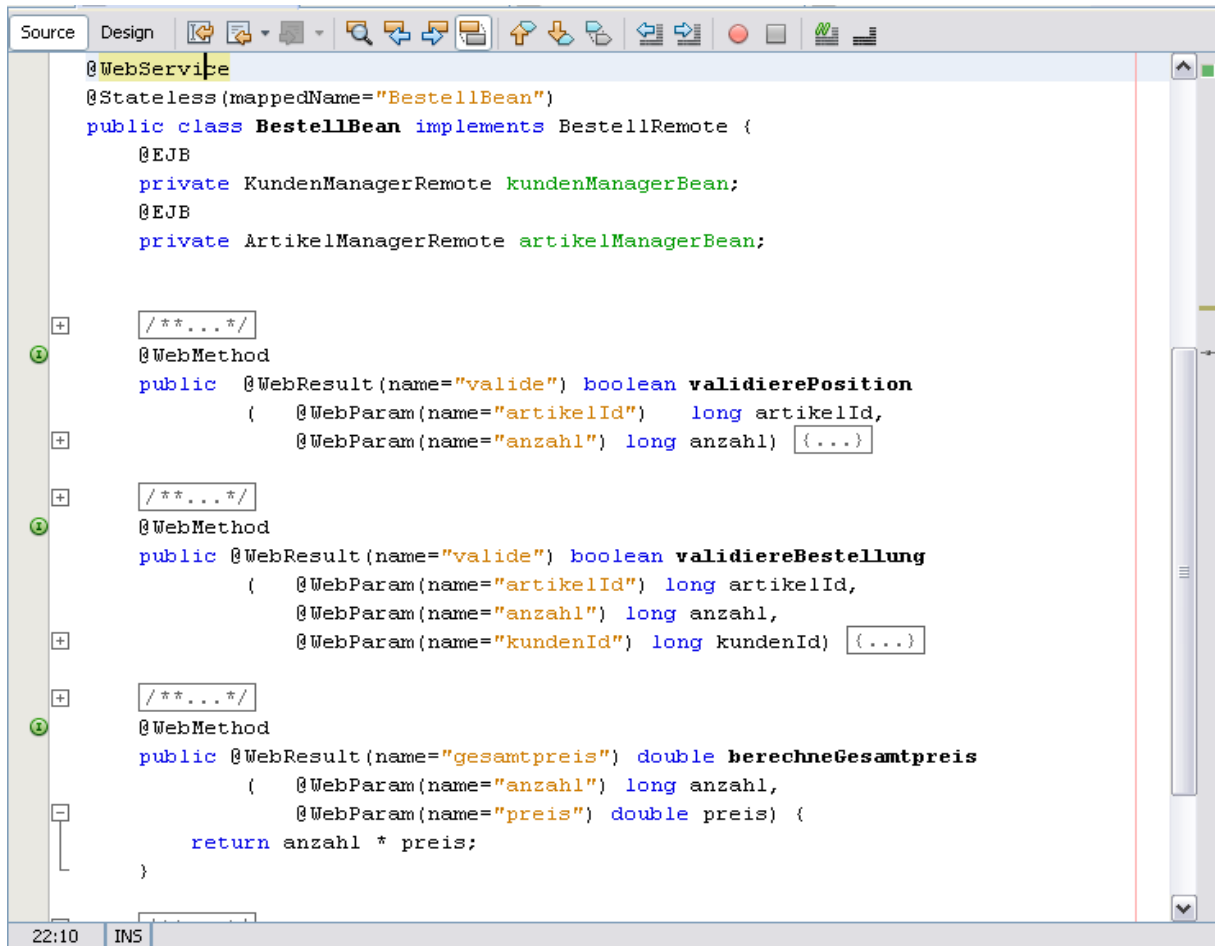 Source Design
@WebService
@Stateless(mappedName="BestellBean")
public class BestellBean implements BestellRemote {
@EJB
private KundenManagerRemote kundenManagerBean;
@EJB
private ArtikelManagerRemote artikelManagerBean;
/**...*/
@WebMethod
public @WebResult(name="valide") boolean validierePosition
( @WebParam(name="artikelId") long artikelId,
@WebParam(name="anzahl") long anzahl) {...}
/**...*/
@WebMethod
public @WebResult(name="valide") boolean validiereBestellung
( @WebParam(name="artikelId") long artikelId,
@WebParam(name="anzahl") long anzahl,
@WebParam(name="kundenId") long kundenId) {...}
/**...*/
@WebMethod
public @WebResult(name="gesamtpreis") double berechneGesamtpreis
( @WebParam(name="anzahl") long anzahl,
@WebParam(name="preis") double preis) {
return anzahl * preis;
}
22:10 INS